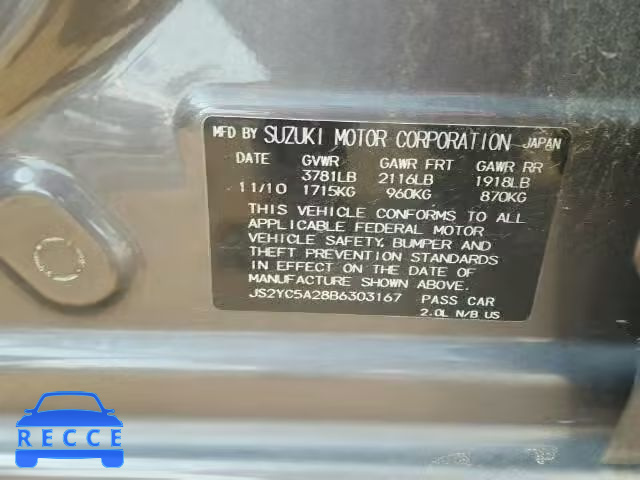 MFD BY SUZUKI MOTOR CORPORATION JAPAN
DATE GVWR GAWR FRT GAWR RR
3781LB 2116LB 1918LB
11/10 1715KG 960KG 870KG
THIS VEHICLE CONFORMS TO ALL
APPLICABLE FEDERAL MOTOR
VEHICLE SAFETY, BUMPER AND
THEFT PREVENTION STANDARDS
IN EFFECT ON THE DATE OF
MANUFACTURE SHOWN ABOVE.
JS2YC5A28B6303167 PASS CAR
2.0L N/B US
RECCE